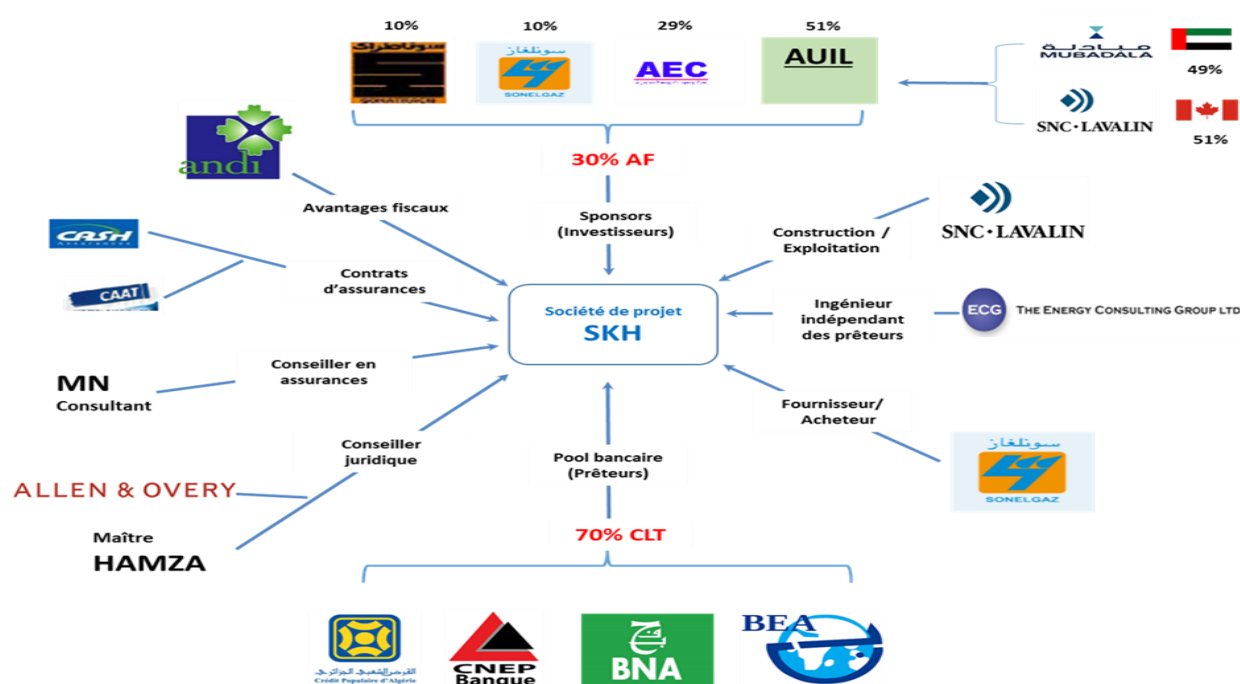 10%
10%
29%
51%
سوناطراك
SONATRACH
سونلغاز
SONELGAZ
AEC
AUIL
مبادلة
MUBADALA
49%
SNC·LAVALIN
51%
30% AF
andi
Avantages fiscaux
Sponsors
(Investisseurs)
Construction /
Exploitation
SNC·LAVALIN
CASH
Assurances
CAAT
Contrats
d’assurances
Société de projet
SKH
Ingénieur
indépendant
des prêteurs
ECG
THE ENERGY CONSULTING GROUP LTD
MN
Consultant
Conseiller en
assurances
Fournisseur/
Acheteur
سونلغاز
SONELGAZ
Conseiller
juridique
Pool bancaire
(Prêteurs)
ALLEN & OVERY
Maître
HAMZA
70% CLT
القرض الشعبي الجزائري
Crédit Populaire d'Algérie
CNEP
Banque
BNA
BEA